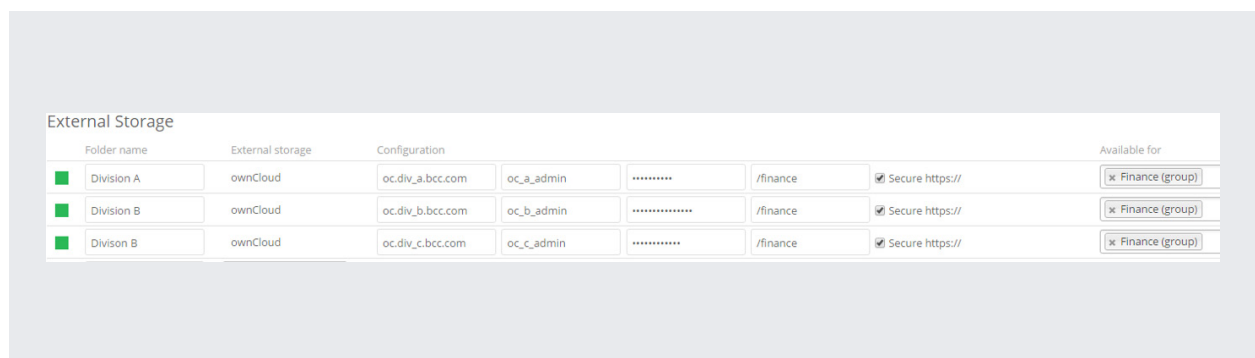 External Storage
Folder name External storage Configuration Available for
Division A ownCloud oc.div_a.bcc.com oc_a_admin •••••••••• /finance Secure https:// × Finance (group)
Division B ownCloud oc.div_b.bcc.com oc_b_admin ••••••••••••••• /finance Secure https:// × Finance (group)
Divison B ownCloud oc.div_c.bcc.com oc_c_admin •••••••••••• /finance Secure https:// × Finance (group)